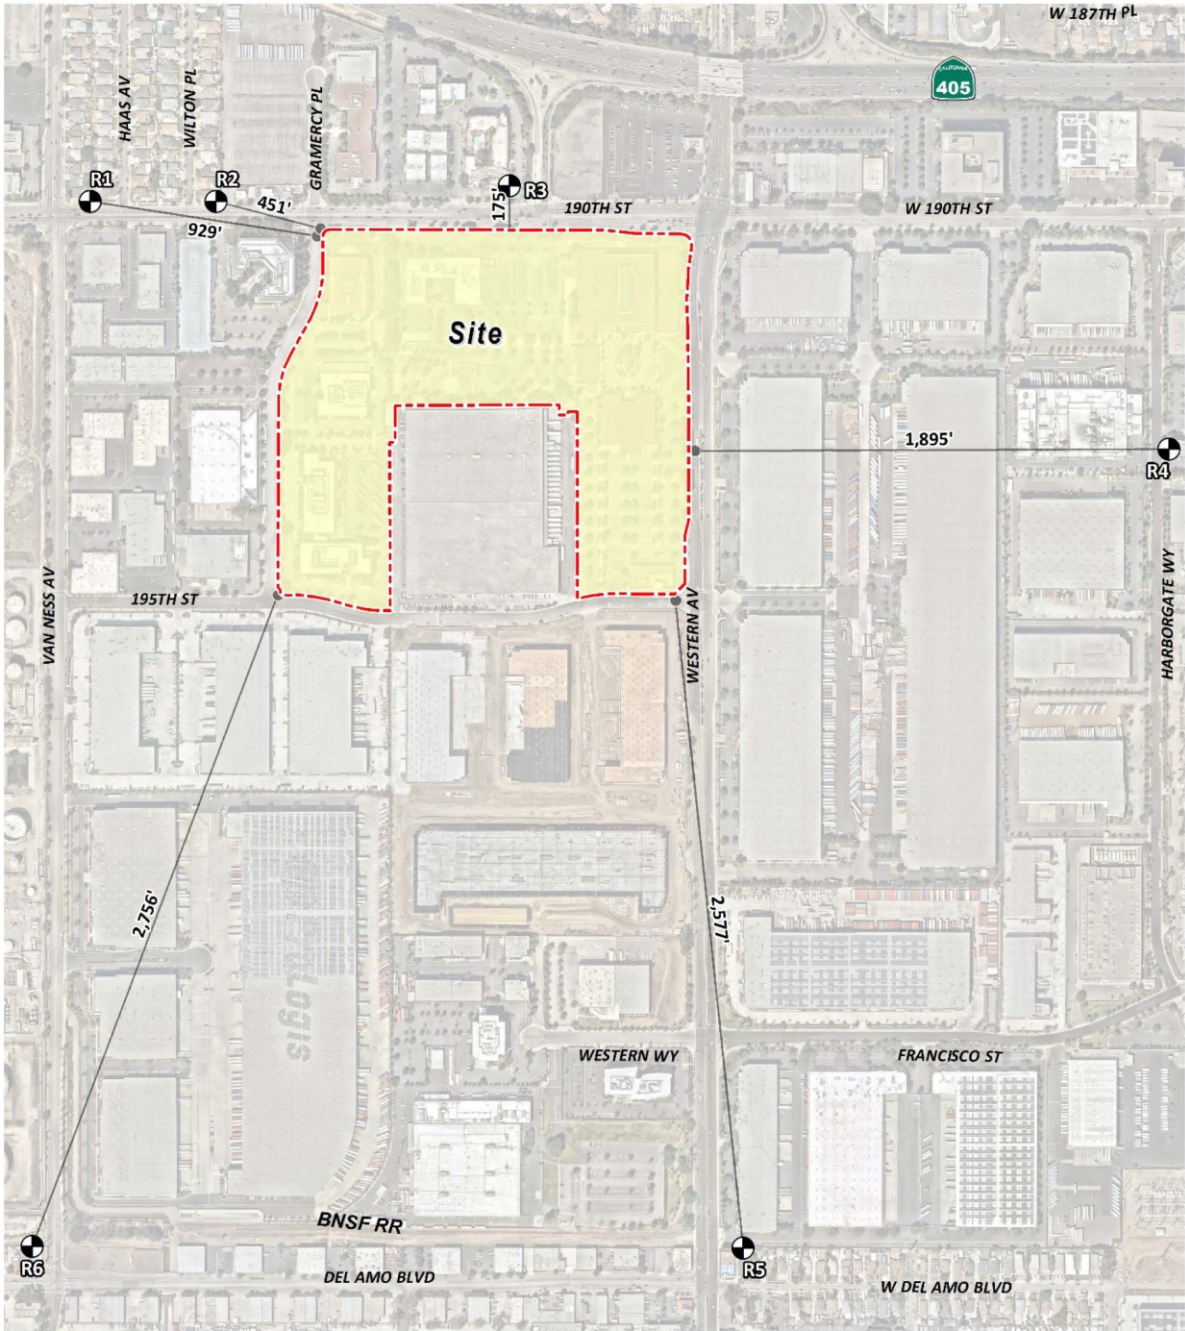 W 187TH PL
CALIFORNIA
405
HAAS AV
WILTON PL
GRAMERCY PL
R1
R2
R3
451'
175'
190TH ST
W 190TH ST
929'
Site
1,895'
R4
VAN NESS AV
195TH ST
WESTERN AV
HARBORGATE WY
2,756'
2,577'
Logis
WESTERN WY
FRANCISCO ST
BNSF RR
R6
R5
DEL AMO BLVD
W DEL AMO BLVD